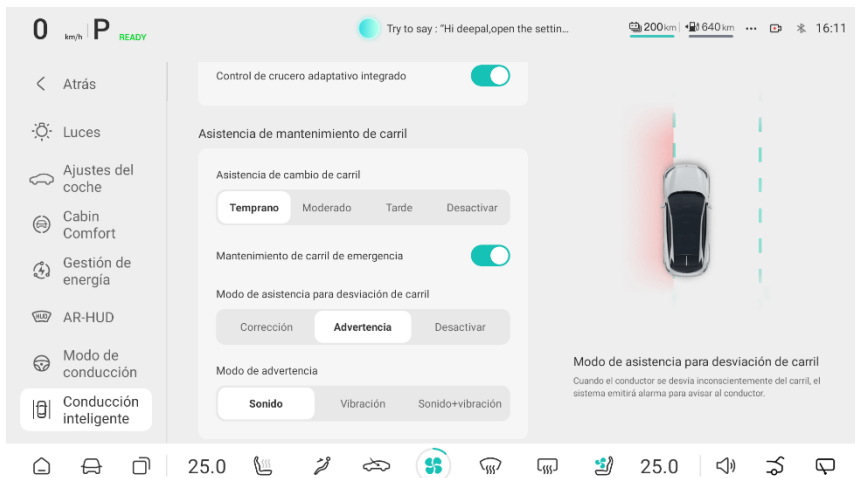 0 km/h P READY
Try to say : "Hi deepal,open the settin...
200km 640km ... 16:11
Atrás
Luces
Ajustes del
coche
Cabin
Comfort
Gestión de
energía
HUD AR-HUD
Modo de
conducción
Conducción
inteligente
Control de crucero adaptativo integrado
Asistencia de mantenimiento de carril
Asistencia de cambio de carril
Temprano Moderado Tarde Desactivar
Mantenimiento de carril de emergencia
Modo de asistencia para desviación de carril
Corrección Advertencia Desactivar
Modo de advertencia
Sonido Vibración Sonido+vibración
Modo de asistencia para desviación de carril
Cuando el conductor se desvía inconscientemente del carril, el
sistema emitirá alarma para avisar al conductor.
25.0 25.0